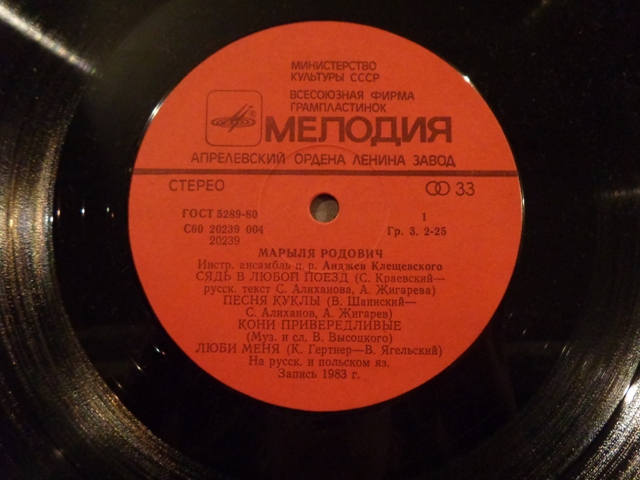 МИНИСТЕРСТВО
КУЛЬТУРЫ СССР
ВСЕСОЮЗНАЯ ФИРМА
ГРАМПЛАСТИНОК
МЕЛОДИЯ
АПРЕЛЕВСКИЙ ОРДЕНА ЛЕНИНА ЗАВОД
СТЕРЕО 33
ГОСТ 5289-80
С60 20239 004 1
20239 Гр. 3. 2-25
МАРЫЛЯ РОДОВИЧ
Инстр. ансамбль п/р. Анджея Клещевского
СЯДЬ В ЛЮБОЙ ПОЕЗД (С. Краевский—
русск. текст С. Алиханова, А. Жигарева)
ПЕСНЯ КУКЛЫ (В. Шаинский—
С. Алиханов, А. Жигарев)
КОНИ ПРИВЕРЕДЛИВЫЕ
(Муз. и сл. В. Высоцкого)
ЛЮБИ МЕНЯ (К. Гертнер—В. Ягельский)
На русск. и польском яз.
Запись 1983 г.